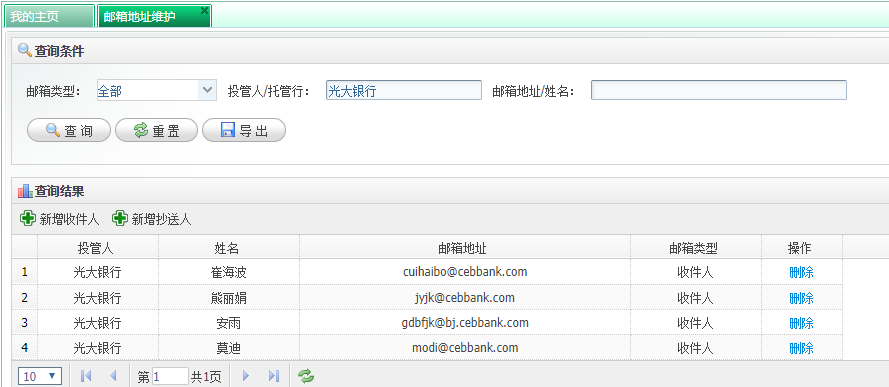 我的主页 邮箱地址维护
查询条件
邮箱类型： 全部 投管人/托管行： 光大银行 邮箱地址/姓名：
查 询 重 置 导 出
查询结果
新增收件人 新增抄送人
投管人 姓名 邮箱地址 邮箱类型 操作
1 光大银行 崔海波 cuihaibo@cebbank.com 收件人 删除
2 光大银行 熊丽娟 jyjk@cebbank.com 收件人 删除
3 光大银行 安雨 gdbfjk@bj.cebbank.com 收件人 删除
4 光大银行 莫迪 modi@cebbank.com 收件人 删除
10 第 1 共1页